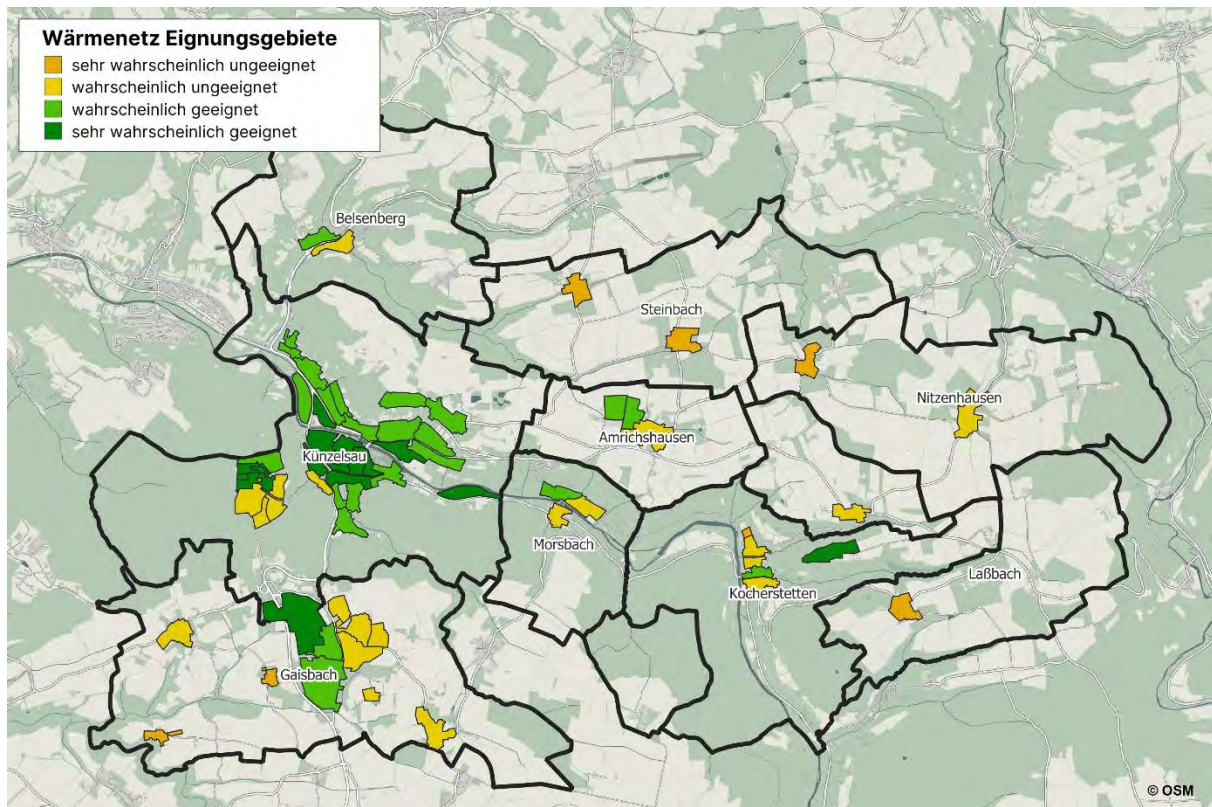 Wärmenetz Eignungsgebiete
sehr wahrscheinlich ungeeignet
wahrscheinlich ungeeignet
wahrscheinlich geeignet
sehr wahrscheinlich geeignet
Belsenberg
Steinbach
Nitzenhausen
Amrichshausen
Künzelsau
Morsbach
Laßbach
Kocherstetten
Gaisbach
© OSM